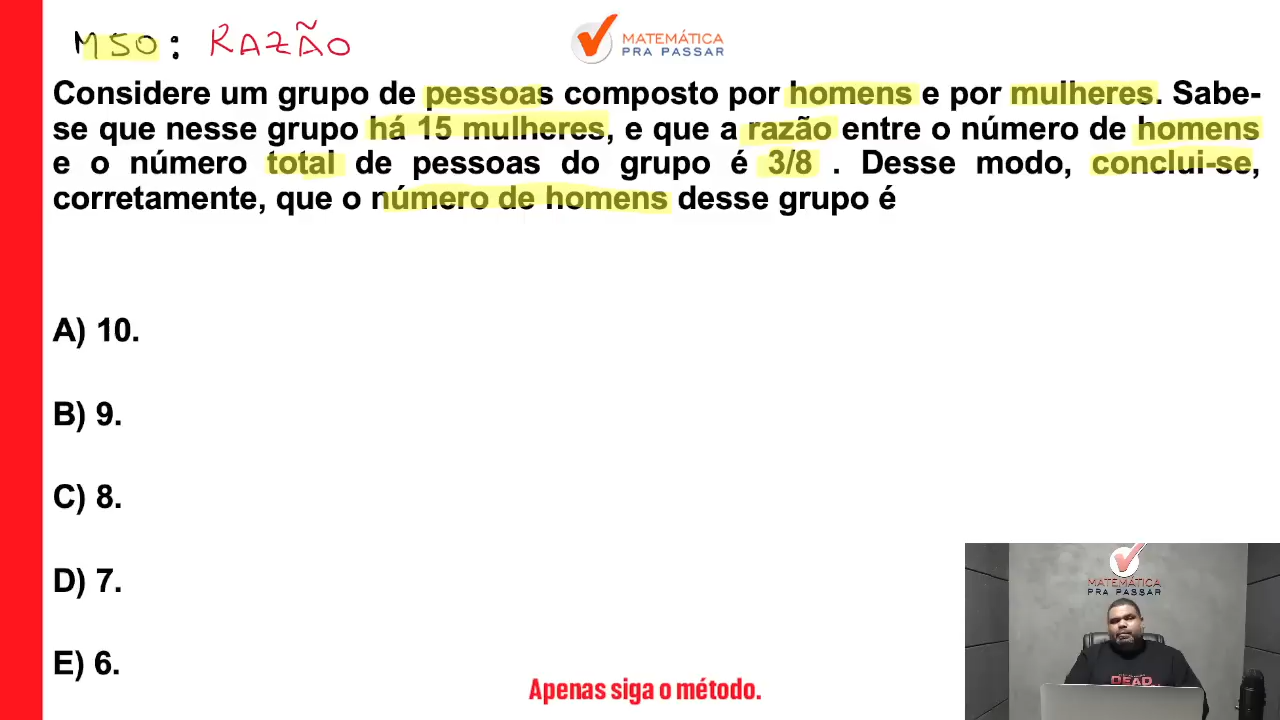 M50: RAZÃO
MATEMÁTICA
PRA PASSAR
Considere um grupo de pessoas composto por homens e por mulheres. Sabe-
se que nesse grupo há 15 mulheres, e que a razão entre o número de homens
e o número total de pessoas do grupo é 3/8 . Desse modo, conclui-se,
corretamente, que o número de homens desse grupo é
A) 10.
B) 9.
C) 8.
D) 7.
E) 6.
MATEMÁTICA
PRA PASSAR
DEAD
Apenas siga o método.